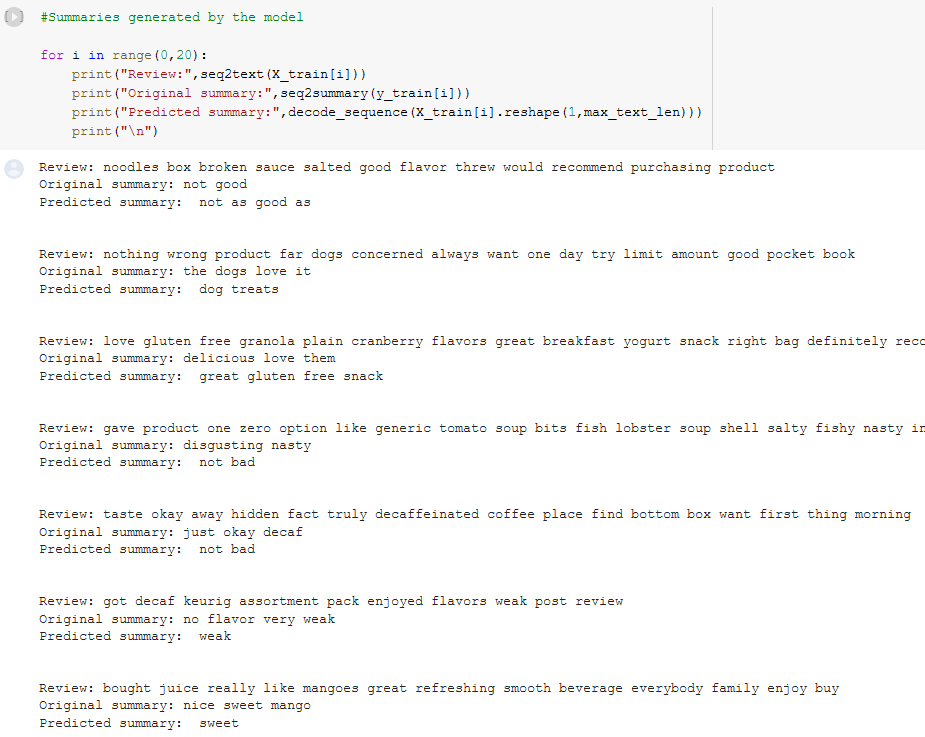 #Summaries generated by the model
for i in range(0,20):
print("Review:",seq2text(X_train[i]))
print("Original summary:",seq2summary(y_train[i]))
print("Predicted summary:",decode_sequence(X_train[i].reshape(1,max_text_len)))
print("\n")
Review: noodles box broken sauce salted good flavor threw would recommend purchasing product
Original summary: not good
Predicted summary:  not as good as
Review: nothing wrong product far dogs concerned always want one day try limit amount good pocket book
Original summary: the dogs love it
Predicted summary:  dog treats
Review: love gluten free granola plain cranberry flavors great breakfast yogurt snack right bag definitely reco
Original summary: delicious love them
Predicted summary:  great gluten free snack
Review: gave product one zero option like generic tomato soup bits fish lobster soup shell salty fishy nasty in
Original summary: disgusting nasty
Predicted summary:  not bad
Review: taste okay away hidden fact truly decaffeinated coffee place find bottom box want first thing morning
Original summary: just okay decaf
Predicted summary:  not bad
Review: got decaf keurig assortment pack enjoyed flavors weak post review
Original summary: no flavor very weak
Predicted summary:  weak
Review: bought juice really like mangoes great refreshing smooth beverage everybody family enjoy buy
Original summary: nice sweet mango
Predicted summary:  sweet